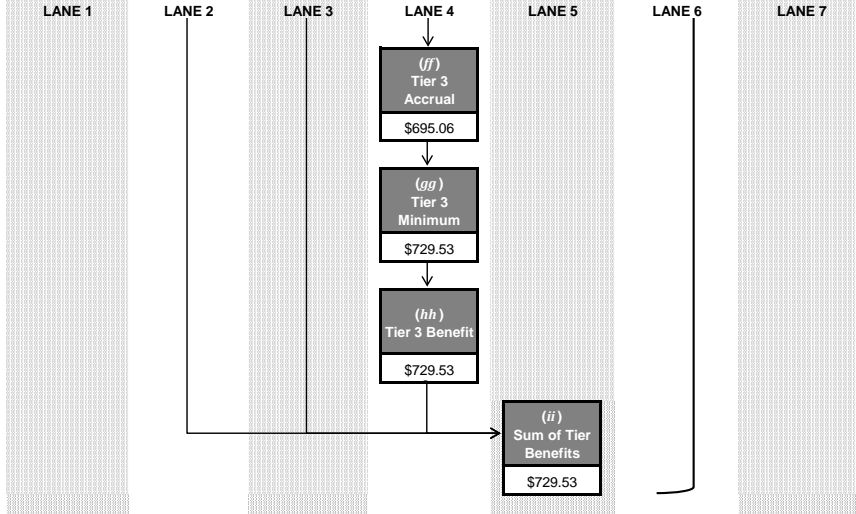 LANE 1 LANE 2 LANE 3 LANE 4 LANE 5 LANE 6 LANE 7
(ff)
Tier 3
Accrual
$695.06
(gg)
Tier 3
Minimum
$729.53
(hh)
Tier 3 Benefit
$729.53
(ii)
Sum of Tier
Benefits
$729.53